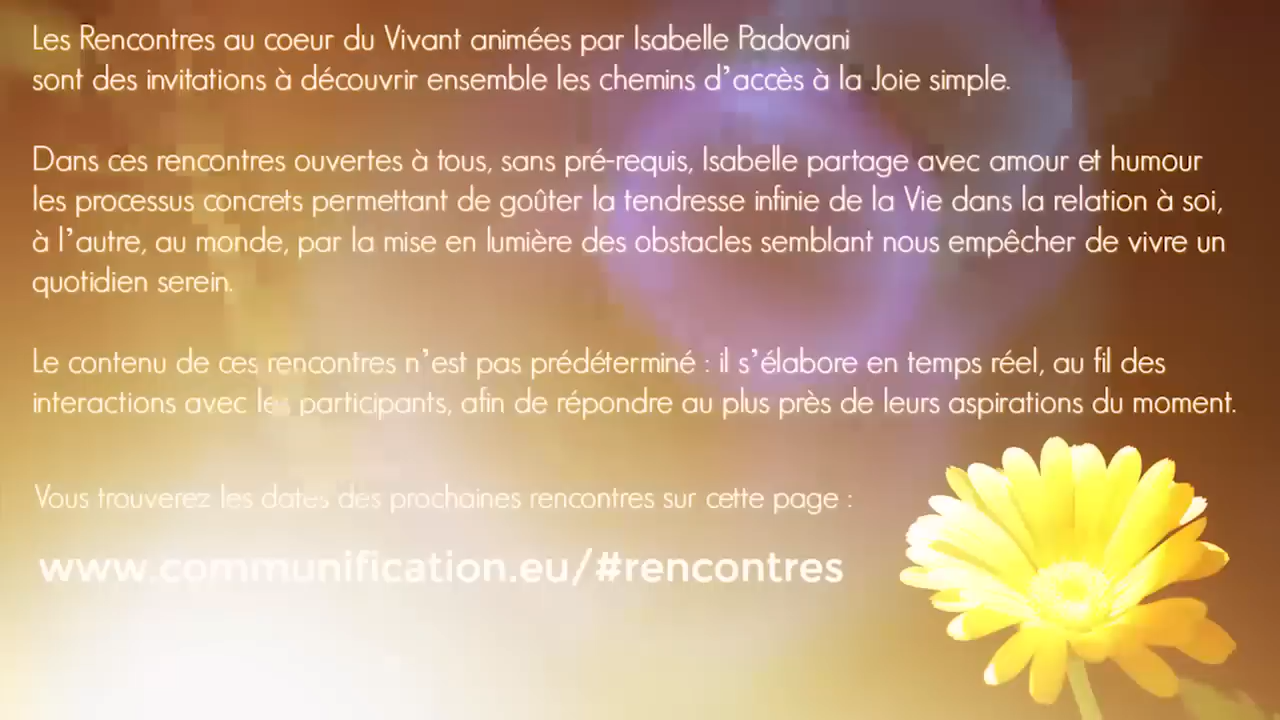 Les Rencontres au coeur du Vivant animées par Isabelle Padovani
sont des invitations à découvrir ensemble les chemins d'accès à la Joie simple.
Dans ces rencontres ouvertes à tous, sans pré-requis, Isabelle partage avec amour et humour
les processus concrets permettant de goûter la tendresse infinie de la Vie dans la relation à soi,
à l'autre, au monde, par la mise en lumière des obstacles semblant nous empêcher de vivre un
quotidien serein.
Le contenu de ces rencontres n'est pas prédéterminé : il s'élabore en temps réel, au fil des
interactions avec les participants, afin de répondre au plus près de leurs aspirations du moment.
Vous trouverez les dates des prochaines rencontres sur cette page :
www.communification.eu/#rencontres